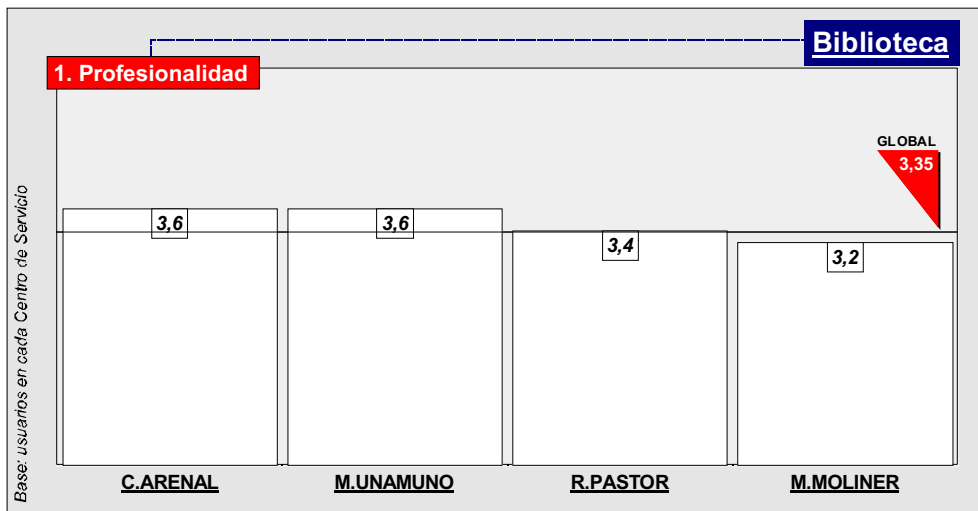 Biblioteca
1. Profesionalidad
GLOBAL
3,35
3,6
3,6
3,4
3,2
Base: usuarios en cada Centro de Servicio
C.ARENAL
M.UNAMUNO
R.PASTOR
M.MOLINER